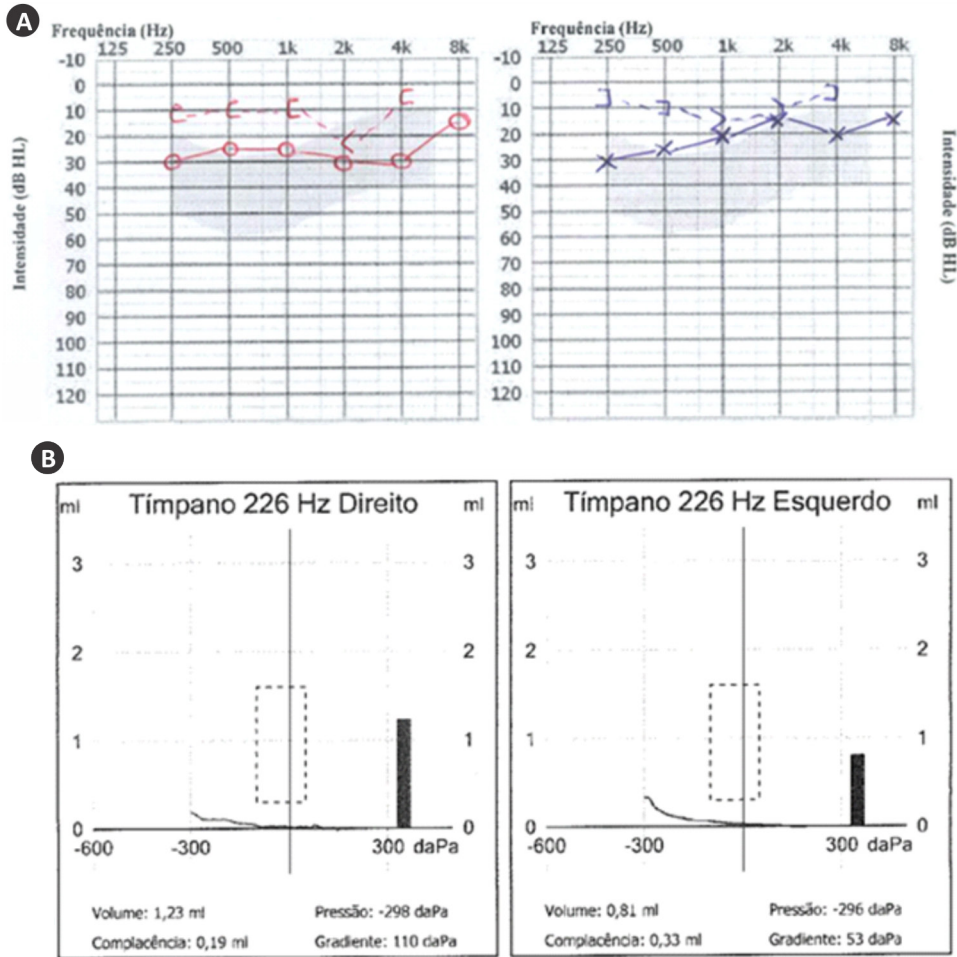 A
Frequência (Hz)
125 250 500 1k 2k 4k 8k
-10
0
10
20
30
40
50
60
70
80
90
100
110
120
Intensidade (dB HL)
Frequência (Hz)
125 250 500 1k 2k 4k 8k
-10
0
10
20
30
40
50
60
70
80
90
100
110
120
Intensidade (dB HL)
B
ml Tímpano 226 Hz Direito ml
3 3
2 2
1 1
0 0
-600 -300 300 daPa
Volume: 1,23 ml Pressão: -298 daPa
Complacência: 0,19 ml Gradiente: 110 daPa
ml Tímpano 226 Hz Esquerdo ml
3 3
2 2
1 1
0 0
-600 -300 300 daPa
Volume: 0,81 ml Pressão: -296 daPa
Complacência: 0,33 ml Gradiente: 53 daPa